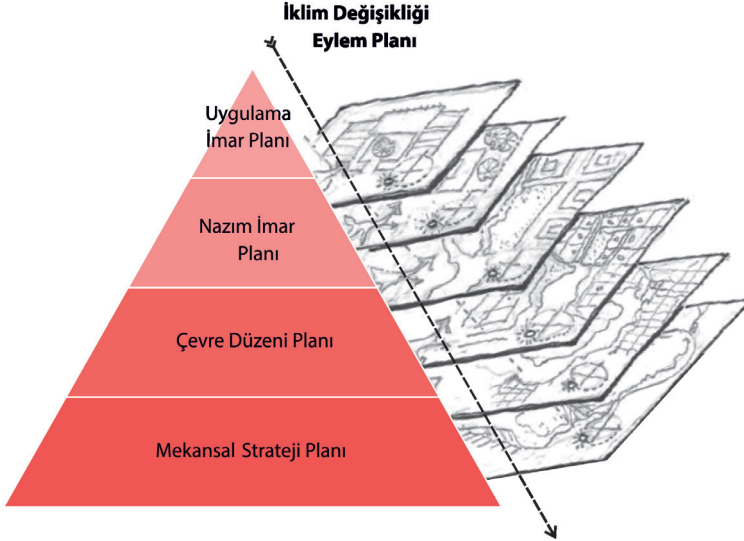 İklim Değişikliği
Eylem Planı
Uygulama
İmar Planı
Nazım İmar
Planı
Çevre Düzeni Planı
Mekansal Strateji Planı